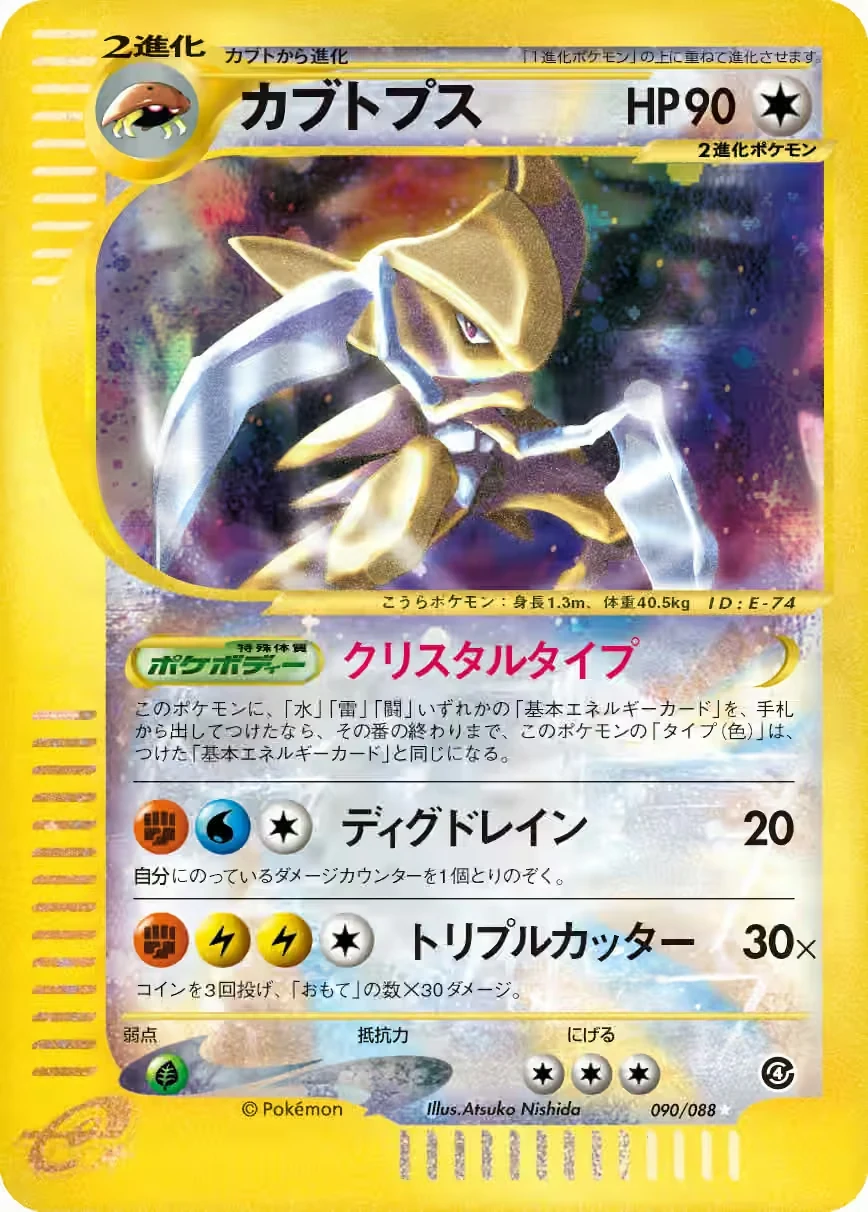 2進化
カブトから進化
「1進化ポケモン」の上に重ねて進化させます。
カブトプス
HP90
2進化ポケモン
こうらポケモン：身長1.3m、体重40.5kg ID：E-74
特殊体質
ポケボディー
クリスタルタイプ
このポケモンに、「水」「雷」「闘」いずれかの「基本エネルギーカード」を、手札
から出してつけたなら、その番の終わりまで、このポケモンの「タイプ（色）」は、
つけた「基本エネルギーカード」と同じになる。
ディグドレイン 20
自分にのっているダメージカウンターを1個とりのぞく。
トリプルカッター 30×
コインを3回投げ、「おもて」の数×30ダメージ。
弱点 抵抗力 にげる
4
©Pokémon Illus.Atsuko Nishida 090/088 ★
e